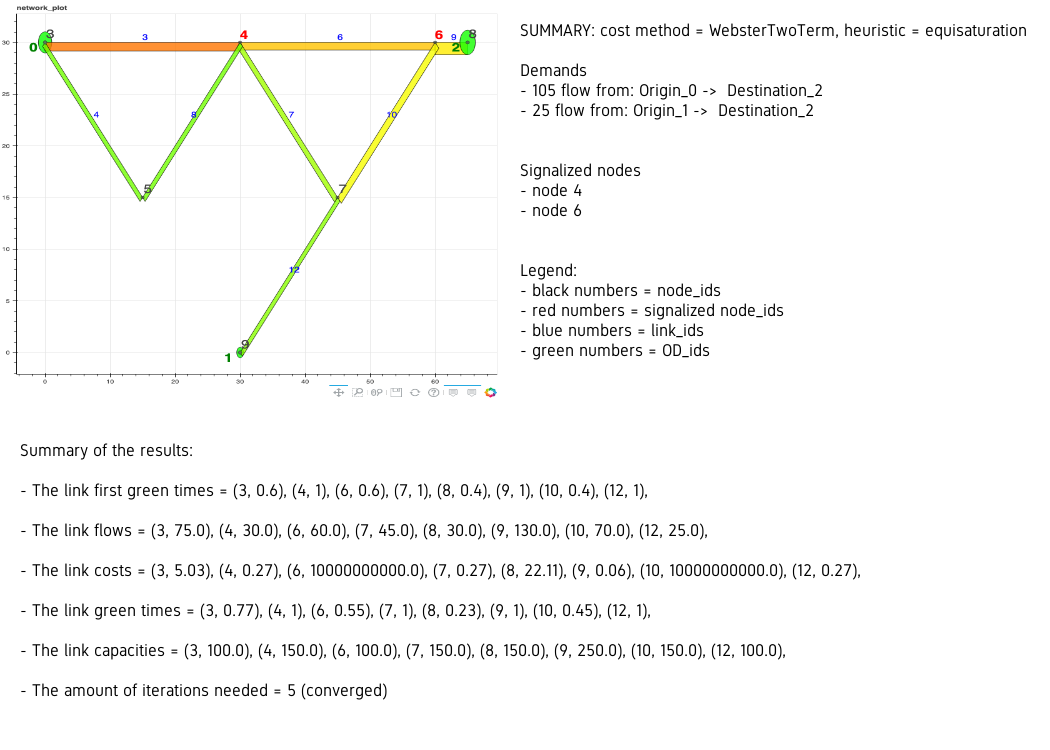 network_plot
SUMMARY: cost method = WebsterTwoTerm, heuristic = equisaturation
Demands
- 105 flow from: Origin_0 -> Destination_2
- 25 flow from: Origin_1 -> Destination_2
Signalized nodes
- node 4
- node 6
Legend:
- black numbers = node_ids
- red numbers = signalized node_ids
- blue numbers = link_ids
- green numbers = OD_ids
3
0
3
4
6
6
9
2
8
4
8
7
10
5
7
12
9
1
30
25
20
15
10
5
0
0
10
20
30
40
50
60
Summary of the results:
- The link first green times = (3, 0.6), (4, 1), (6, 0.6), (7, 1), (8, 0.4), (9, 1), (10, 0.4), (12, 1),
- The link flows = (3, 75.0), (4, 30.0), (6, 60.0), (7, 45.0), (8, 30.0), (9, 130.0), (10, 70.0), (12, 25.0),
- The link costs = (3, 5.03), (4, 0.27), (6, 10000000000.0), (7, 0.27), (8, 22.11), (9, 0.06), (10, 10000000000.0), (12, 0.27),
- The link green times = (3, 0.77), (4, 1), (6, 0.55), (7, 1), (8, 0.23), (9, 1), (10, 0.45), (12, 1),
- The link capacities = (3, 100.0), (4, 150.0), (6, 100.0), (7, 150.0), (8, 150.0), (9, 250.0), (10, 150.0), (12, 100.0),
- The amount of iterations needed = 5 (converged)